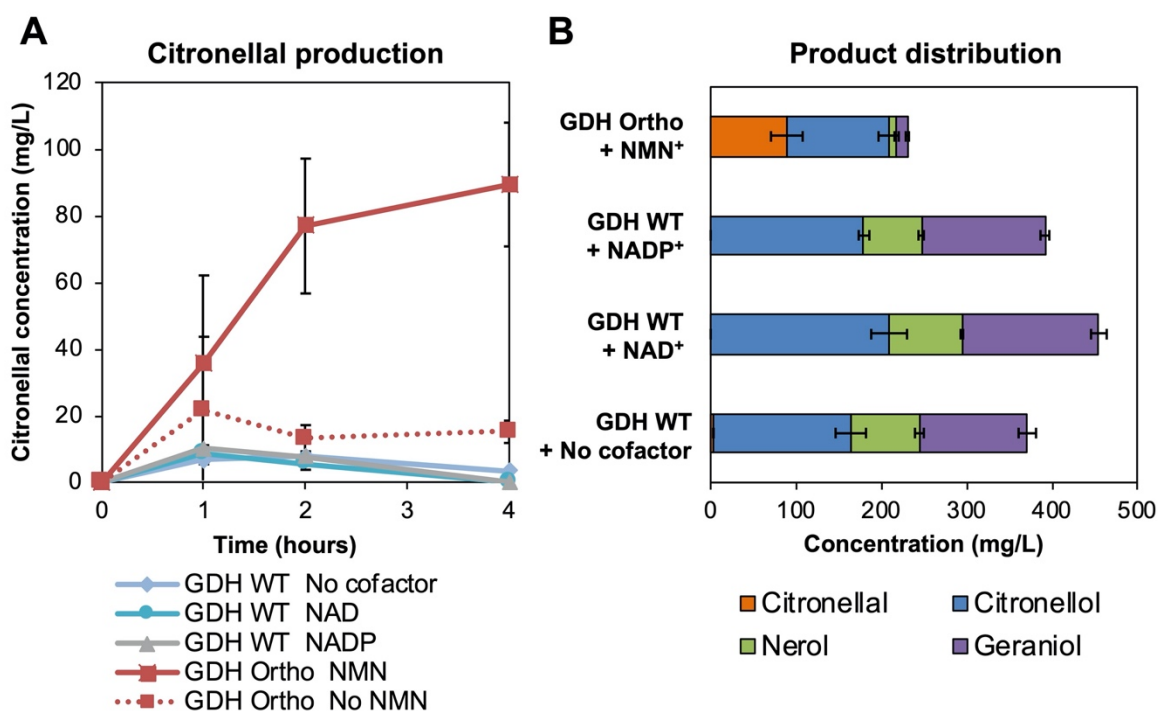 A
Citronellal production
Citronellal concentration (mg/L)
120
100
80
60
40
20
0
0 1 2 3 4
Time (hours)
GDH WT No cofactor
GDH WT NAD
GDH WT NADP
GDH Ortho NMN
GDH Ortho No NMN
B
Product distribution
GDH Ortho
+ NMN⁺
GDH WT
+ NADP⁺
GDH WT
+ NAD⁺
GDH WT
+ No cofactor
0 100 200 300 400 500
Concentration (mg/L)
Citronellal Citronellol
Nerol Geraniol